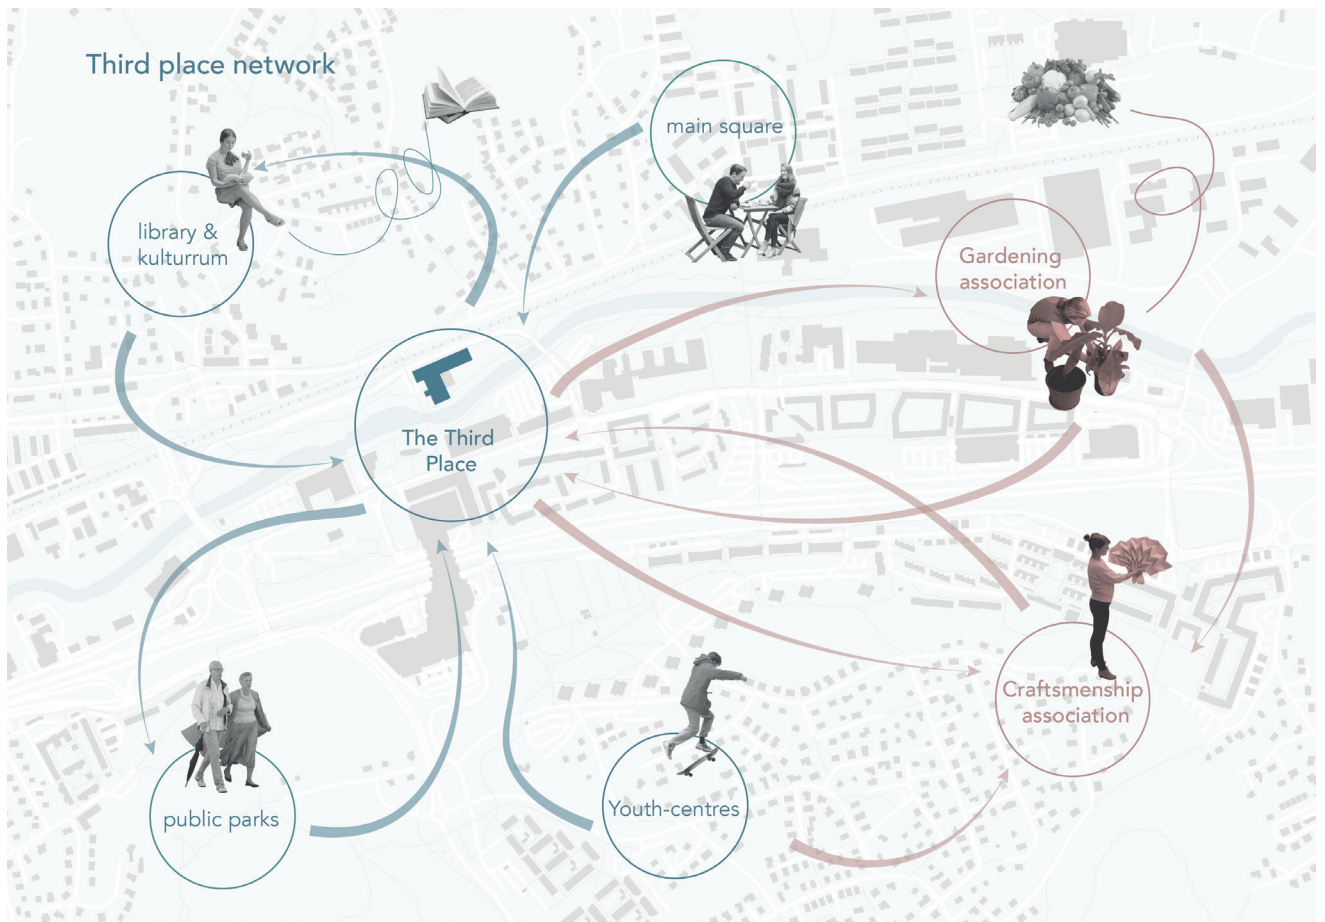 Third place network
main square
library &
kulturrum
Gardening
association
The Third
Place
Craftsmenship
association
Youth-centres
public parks